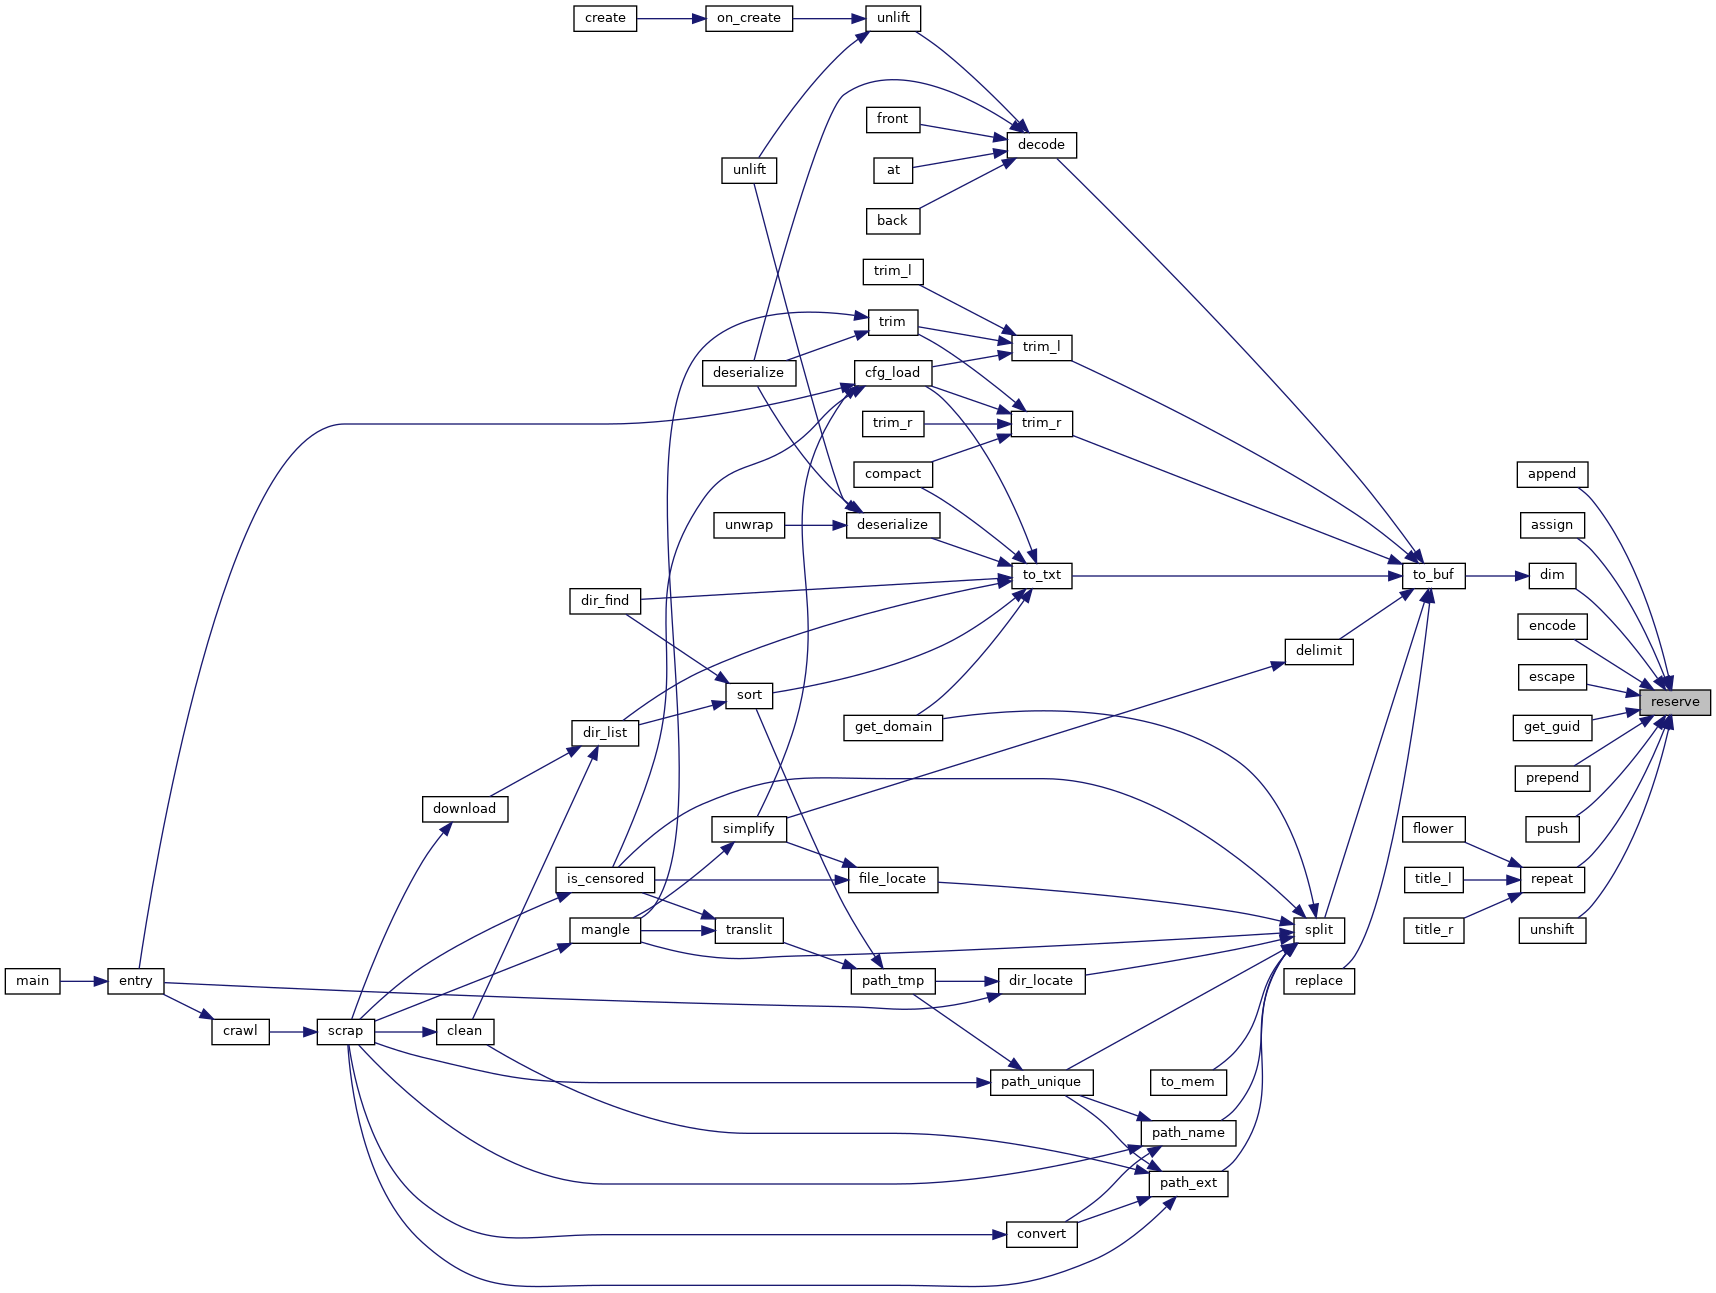 create
on_create
unlift
front
decode
unlift
at
back
trim_l
trim
trim_l
deserialize
cfg_load
trim_r
trim_r
compact
append
unwrap
deserialize
assign
to_txt
to_buf
dim
dir_find
encode
delimit
escape
sort
reserve
dir_list
get_domain
get_guid
prepend
download
simplify
flower
push
is_censored
file_locate
title_l
repeat
mangle
translit
split
title_r
unshift
main
entry
path_tmp
dir_locate
replace
crawl
scrap
clean
path_unique
to_mem
path_name
path_ext
convert